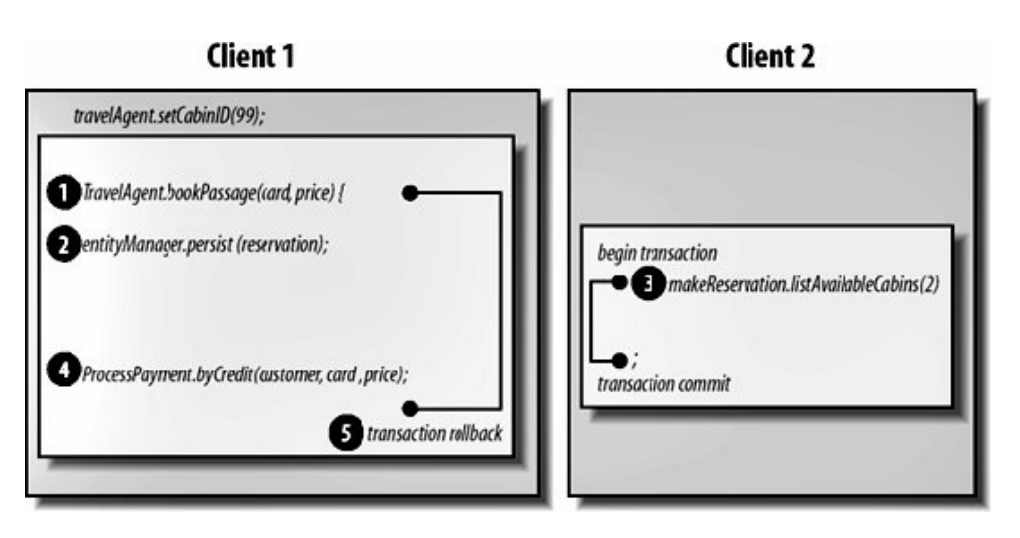 Client 1
travelAgent.setCabinID(99);
1 TravelAgent.bookPassage(card, price) {
2 entityManager.persist (reservation);
4 ProcessPayment.byCredit(customer, card ,price);
5 transaction rollback
Client 2
begin transaction
3 makeReservation.listAvailableCabins(2)
;
transaction commit